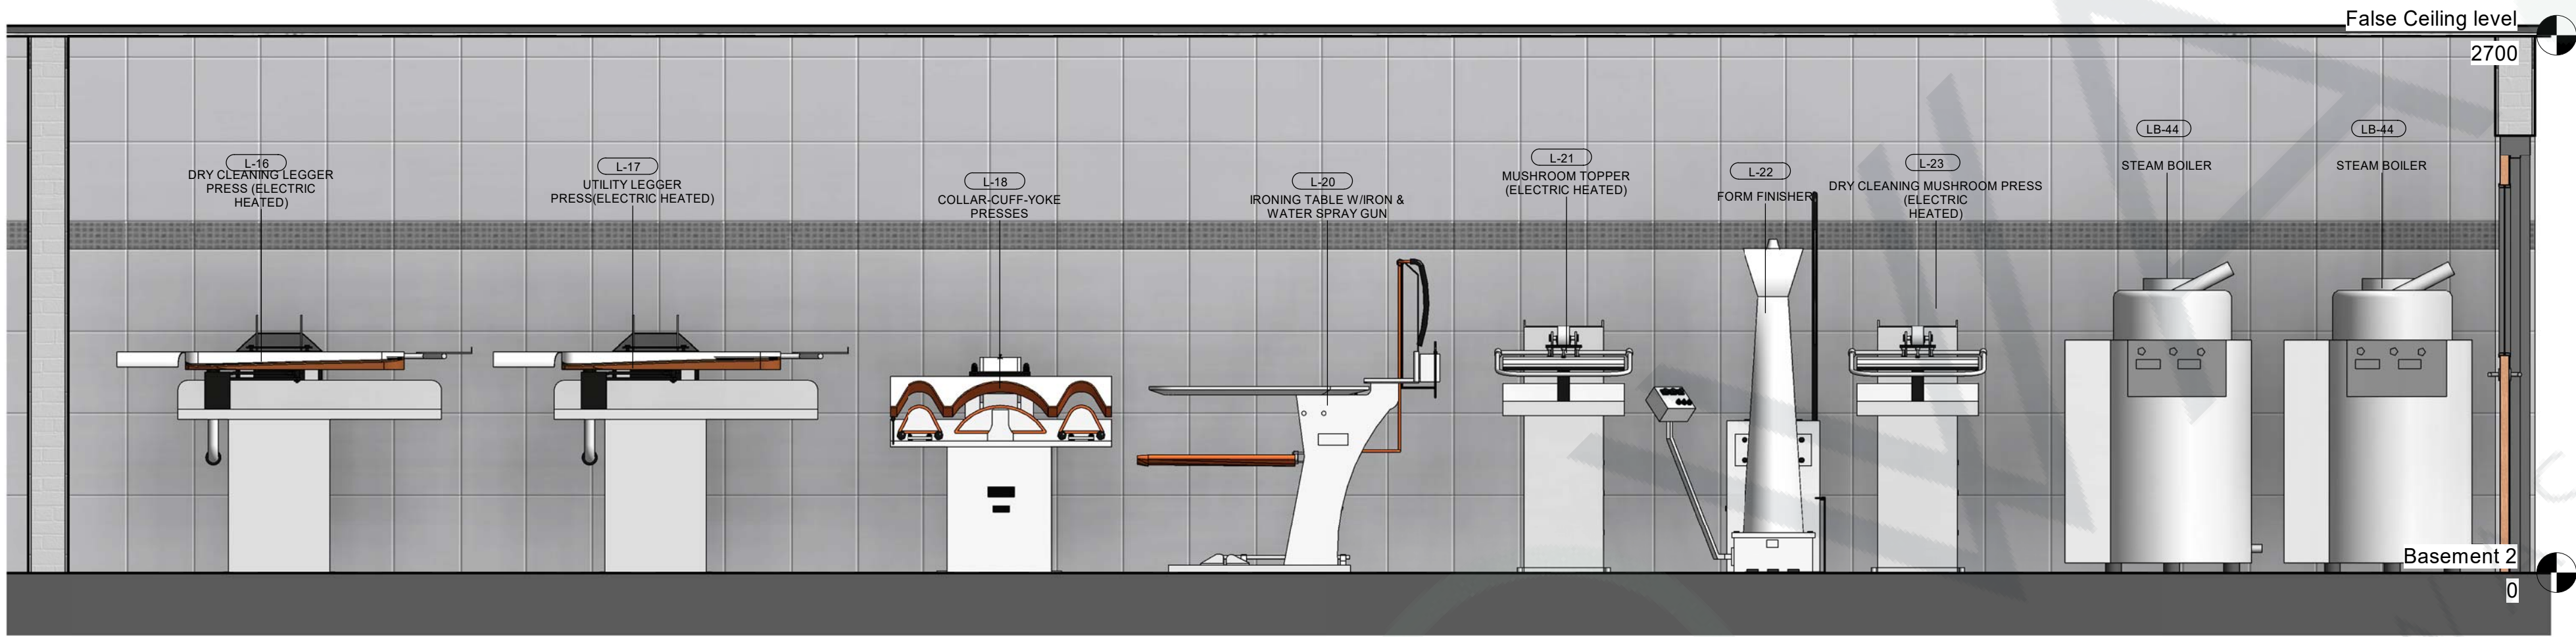 False Ceiling level
2700
L-16
DRY CLEANING LEGGER
PRESS (ELECTRIC
HEATED)
L-17
UTILITY LEGGER
PRESS(ELECTRIC HEATED)
L-18
COLLAR-CUFF-YOKE
PRESSES
L-20
IRONING TABLE W/IRON &
WATER SPRAY GUN
L-21
MUSHROOM TOPPER
(ELECTRIC HEATED)
L-22
FORM FINISHER
L-23
DRY CLEANING MUSHROOM PRESS
(ELECTRIC
HEATED)
LB-44
STEAM BOILER
LB-44
STEAM BOILER
Basement 2
0